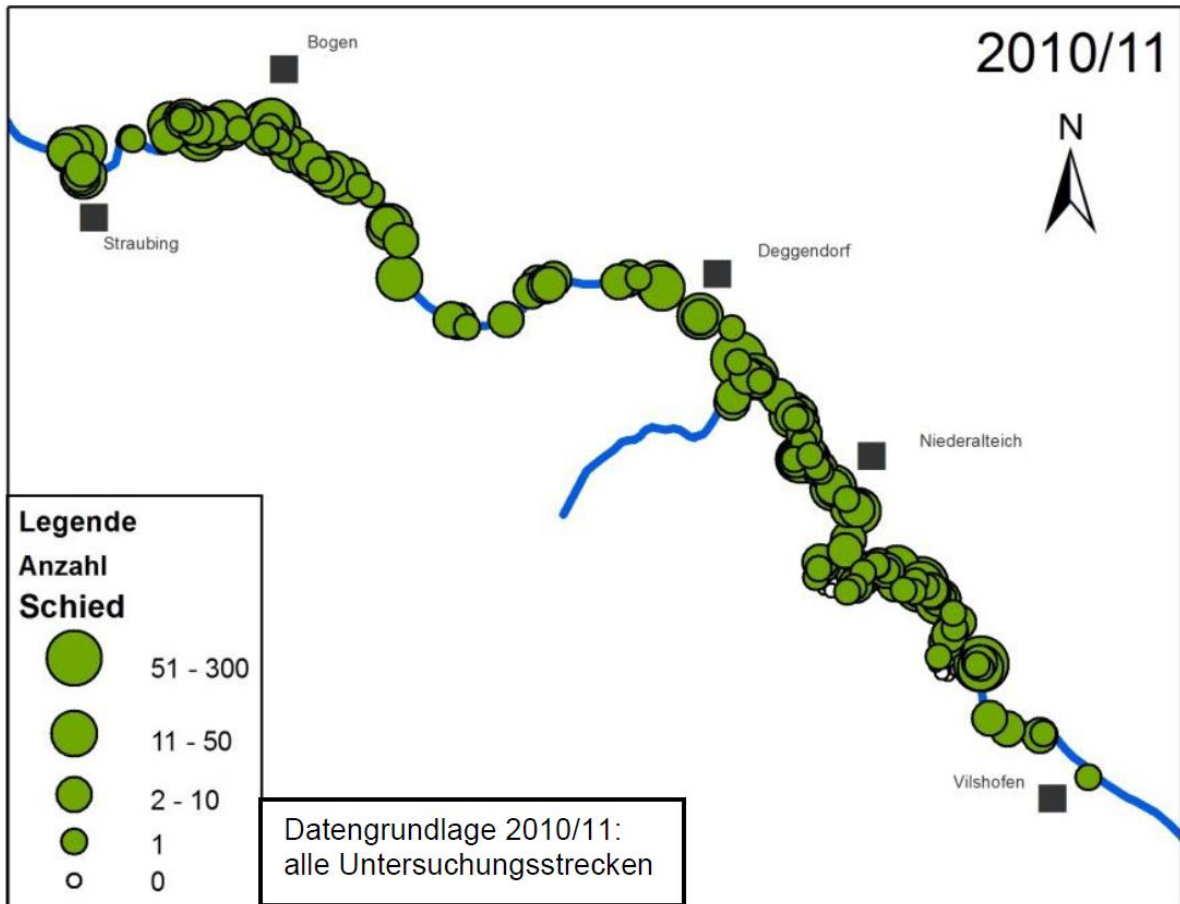 2010/11
N
Bogen
Straubing
Deggendorf
Niederalteich
Vilshofen
Legende
Anzahl
Schied
51 - 300
11 - 50
2 - 10
1
0
Datengrundlage 2010/11:
alle Untersuchungsstrecken